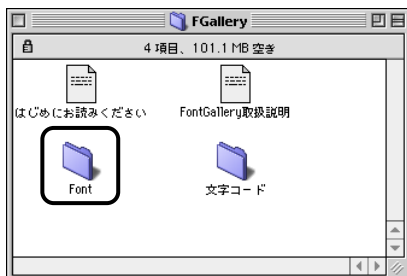 FGallery
4 項目、101.1 MB 空き
はじめにお読みください
FontGallery取扱説明
Font
文字コード